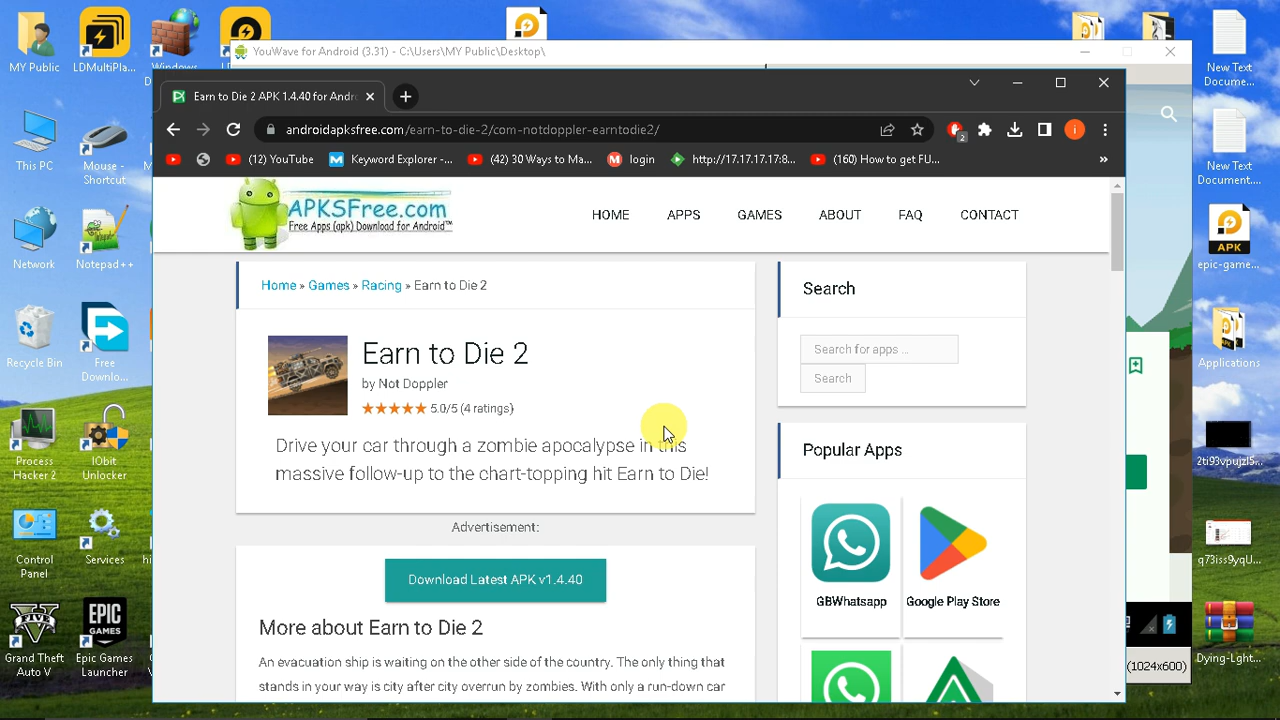 YouWave for Android (3.31) - C:\Users\MY Public\Desktop\
Earn to Die 2 APK 1.4.40 for Andr
androidapksfree.com/earn-to-die-2/com-notdoppler-earntodie2/
2
i
(12) YouTube
Keyword Explorer -...
(42) 30 Ways to Ma...
login
http://17.17.17.17:8...
(160) How to get FU...
»
APKSFree.com
Free Apps (apk) Download for Android™
HOME
APPS
GAMES
ABOUT
FAQ
CONTACT
Home » Games » Racing » Earn to Die 2
Earn to Die 2
by Not Doppler
★★★★★ 5.0/5 (4 ratings)
Drive your car through a zombie apocalypse in this
massive follow-up to the chart-topping hit Earn to Die!
Advertisement:
Download Latest APK v1.4.40
More about Earn to Die 2
An evacuation ship is waiting on the other side of the country. The only thing that
stands in your way is city after city overrun by zombies. With only a run-down car
Search
Search for apps ...
Search
Popular Apps
GBWhatsapp
Google Play Store
(1024x600)
MY Public
LDMultiPla...
Windows
This PC
Mouse -
Shortcut
Network
Notepad++
Recycle Bin
Free
Downlo...
Process
Hacker 2
IObit
Unlocker
Control
Panel
Services
Grand Theft
Auto V
EPIC
GAMES
Epic Games
Launcher
New Text
Docume...
New Text
Document....
APK
epic-game...
Applications
2ti93vpujzl5...
q73iss9yqU...
Dying-Lght...